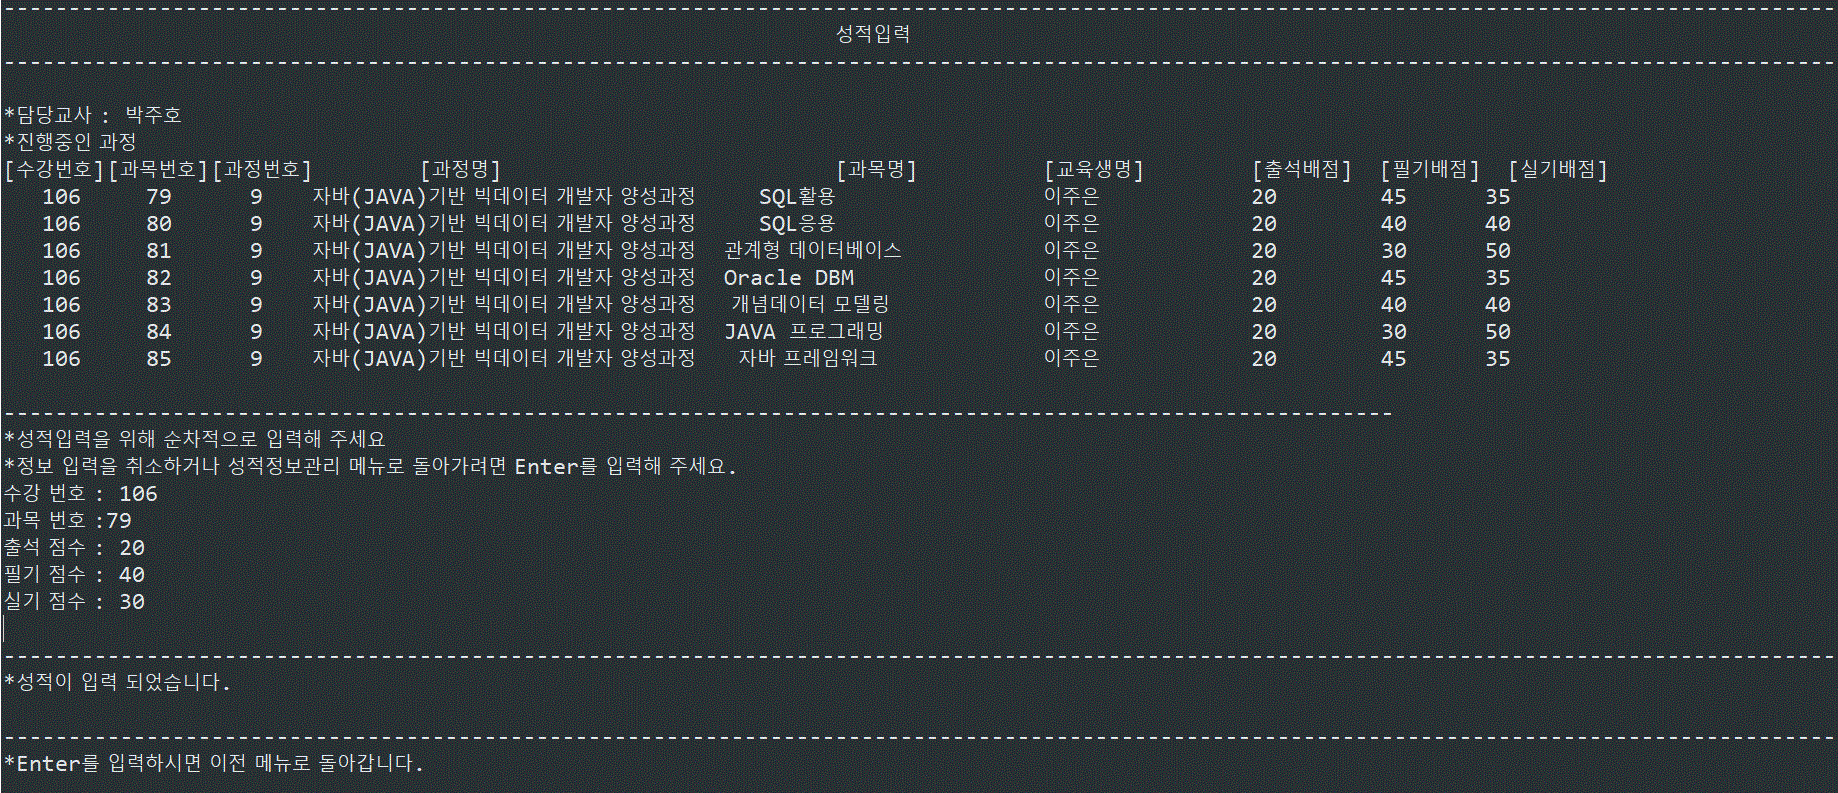 성적입력
*담당교사 : 박주호
*진행중인 과정
[수강번호][과목번호][과정번호] [과정명] [과목명] [교육생명] [출석배점] [필기배점] [실기배점]
106 79 9 자바(JAVA)기반 빅데이터 개발자 양성과정 SQL활용 이주은 20 45 35
106 80 9 자바(JAVA)기반 빅데이터 개발자 양성과정 SQL응용 이주은 20 40 40
106 81 9 자바(JAVA)기반 빅데이터 개발자 양성과정 관계형 데이터베이스 이주은 20 30 50
106 82 9 자바(JAVA)기반 빅데이터 개발자 양성과정 Oracle DBM 이주은 20 45 35
106 83 9 자바(JAVA)기반 빅데이터 개발자 양성과정 개념데이터 모델링 이주은 20 40 40
106 84 9 자바(JAVA)기반 빅데이터 개발자 양성과정 JAVA 프로그래밍 이주은 20 30 50
106 85 9 자바(JAVA)기반 빅데이터 개발자 양성과정 자바 프레임워크 이주은 20 45 35
*성적입력을 위해 순차적으로 입력해 주세요
*정보 입력을 취소하거나 성적정보관리 메뉴로 돌아가려면 Enter를 입력해 주세요.
수강 번호 : 106
과목 번호 :79
출석 점수 : 20
필기 점수 : 40
실기 점수 : 30
*성적이 입력 되었습니다.
*Enter를 입력하시면 이전 메뉴로 돌아갑니다.